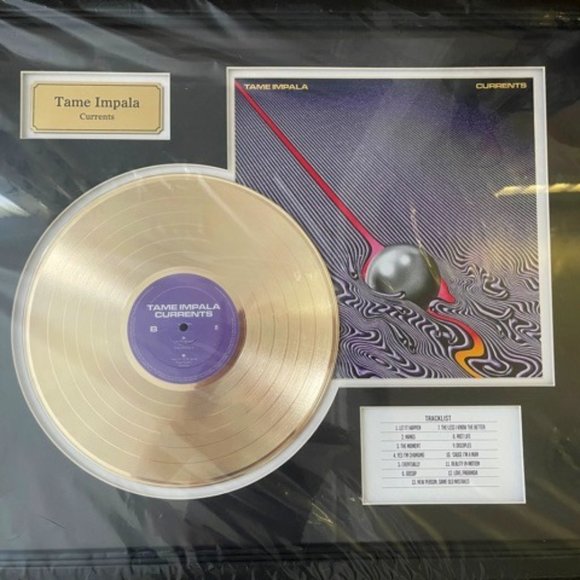 Tame Impala
Currents
TAME IMPALA
CURRENTS
TAME IMPALA
CURRENTS
B
TRACKLIST
1. LET IT HAPPEN
2. NANGS
3. THE MOMENT
4. YES I'M CHANGING
5. EVENTUALLY
6. GOSSIP
7. THE LESS I KNOW THE BETTER
8. PAST LIFE
9. DISCIPLES
10. 'CAUSE I'M A MAN
11. REALITY IN MOTION
12. LOVE/PARANOIA
13. NEW PERSON, SAME OLD MISTAKES